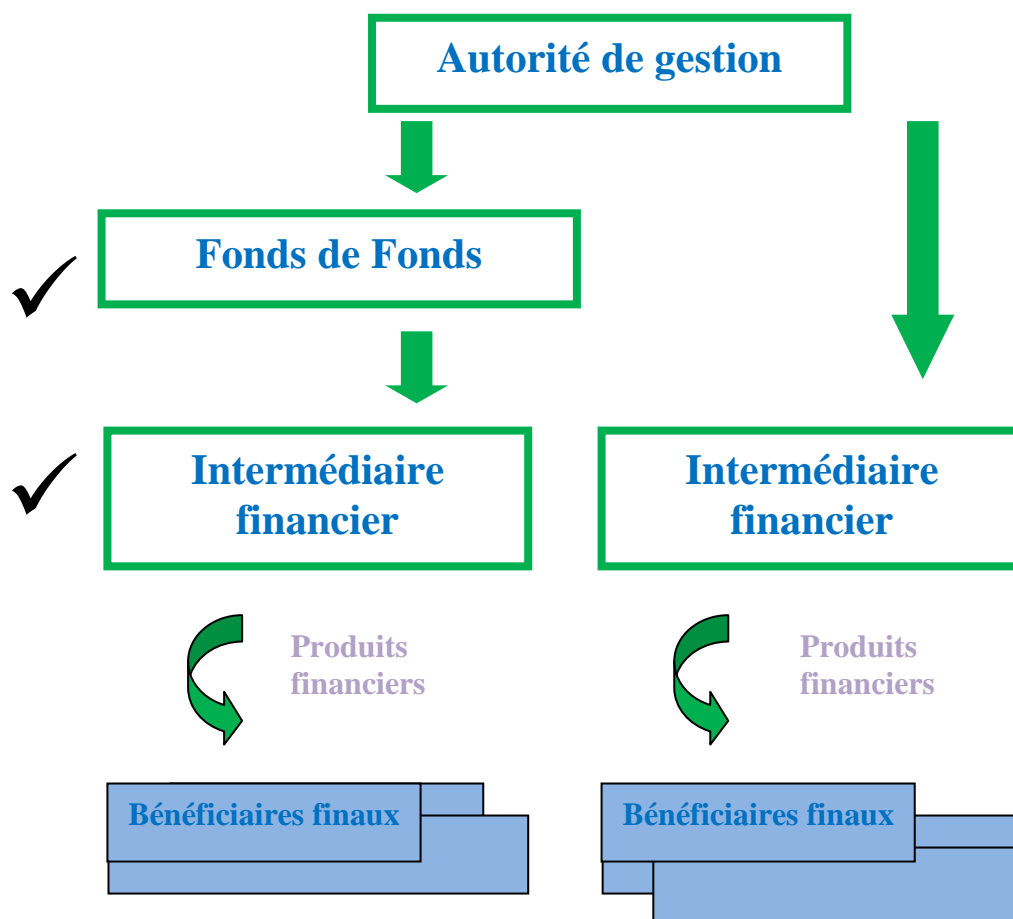 Autorité de gestion
Fonds de Fonds
Intermédiaire
financier
Intermédiaire
financier
Produits
financiers
Produits
financiers
Bénéficiaires finaux
Bénéficiaires finaux